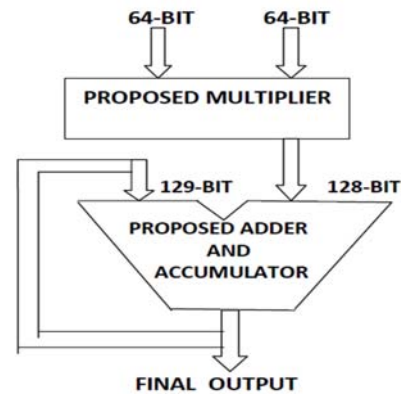 64-BIT 64-BIT
PROPOSED MULTIPLIER
129-BIT 128-BIT
PROPOSED ADDER
AND
ACCUMULATOR
FINAL OUTPUT